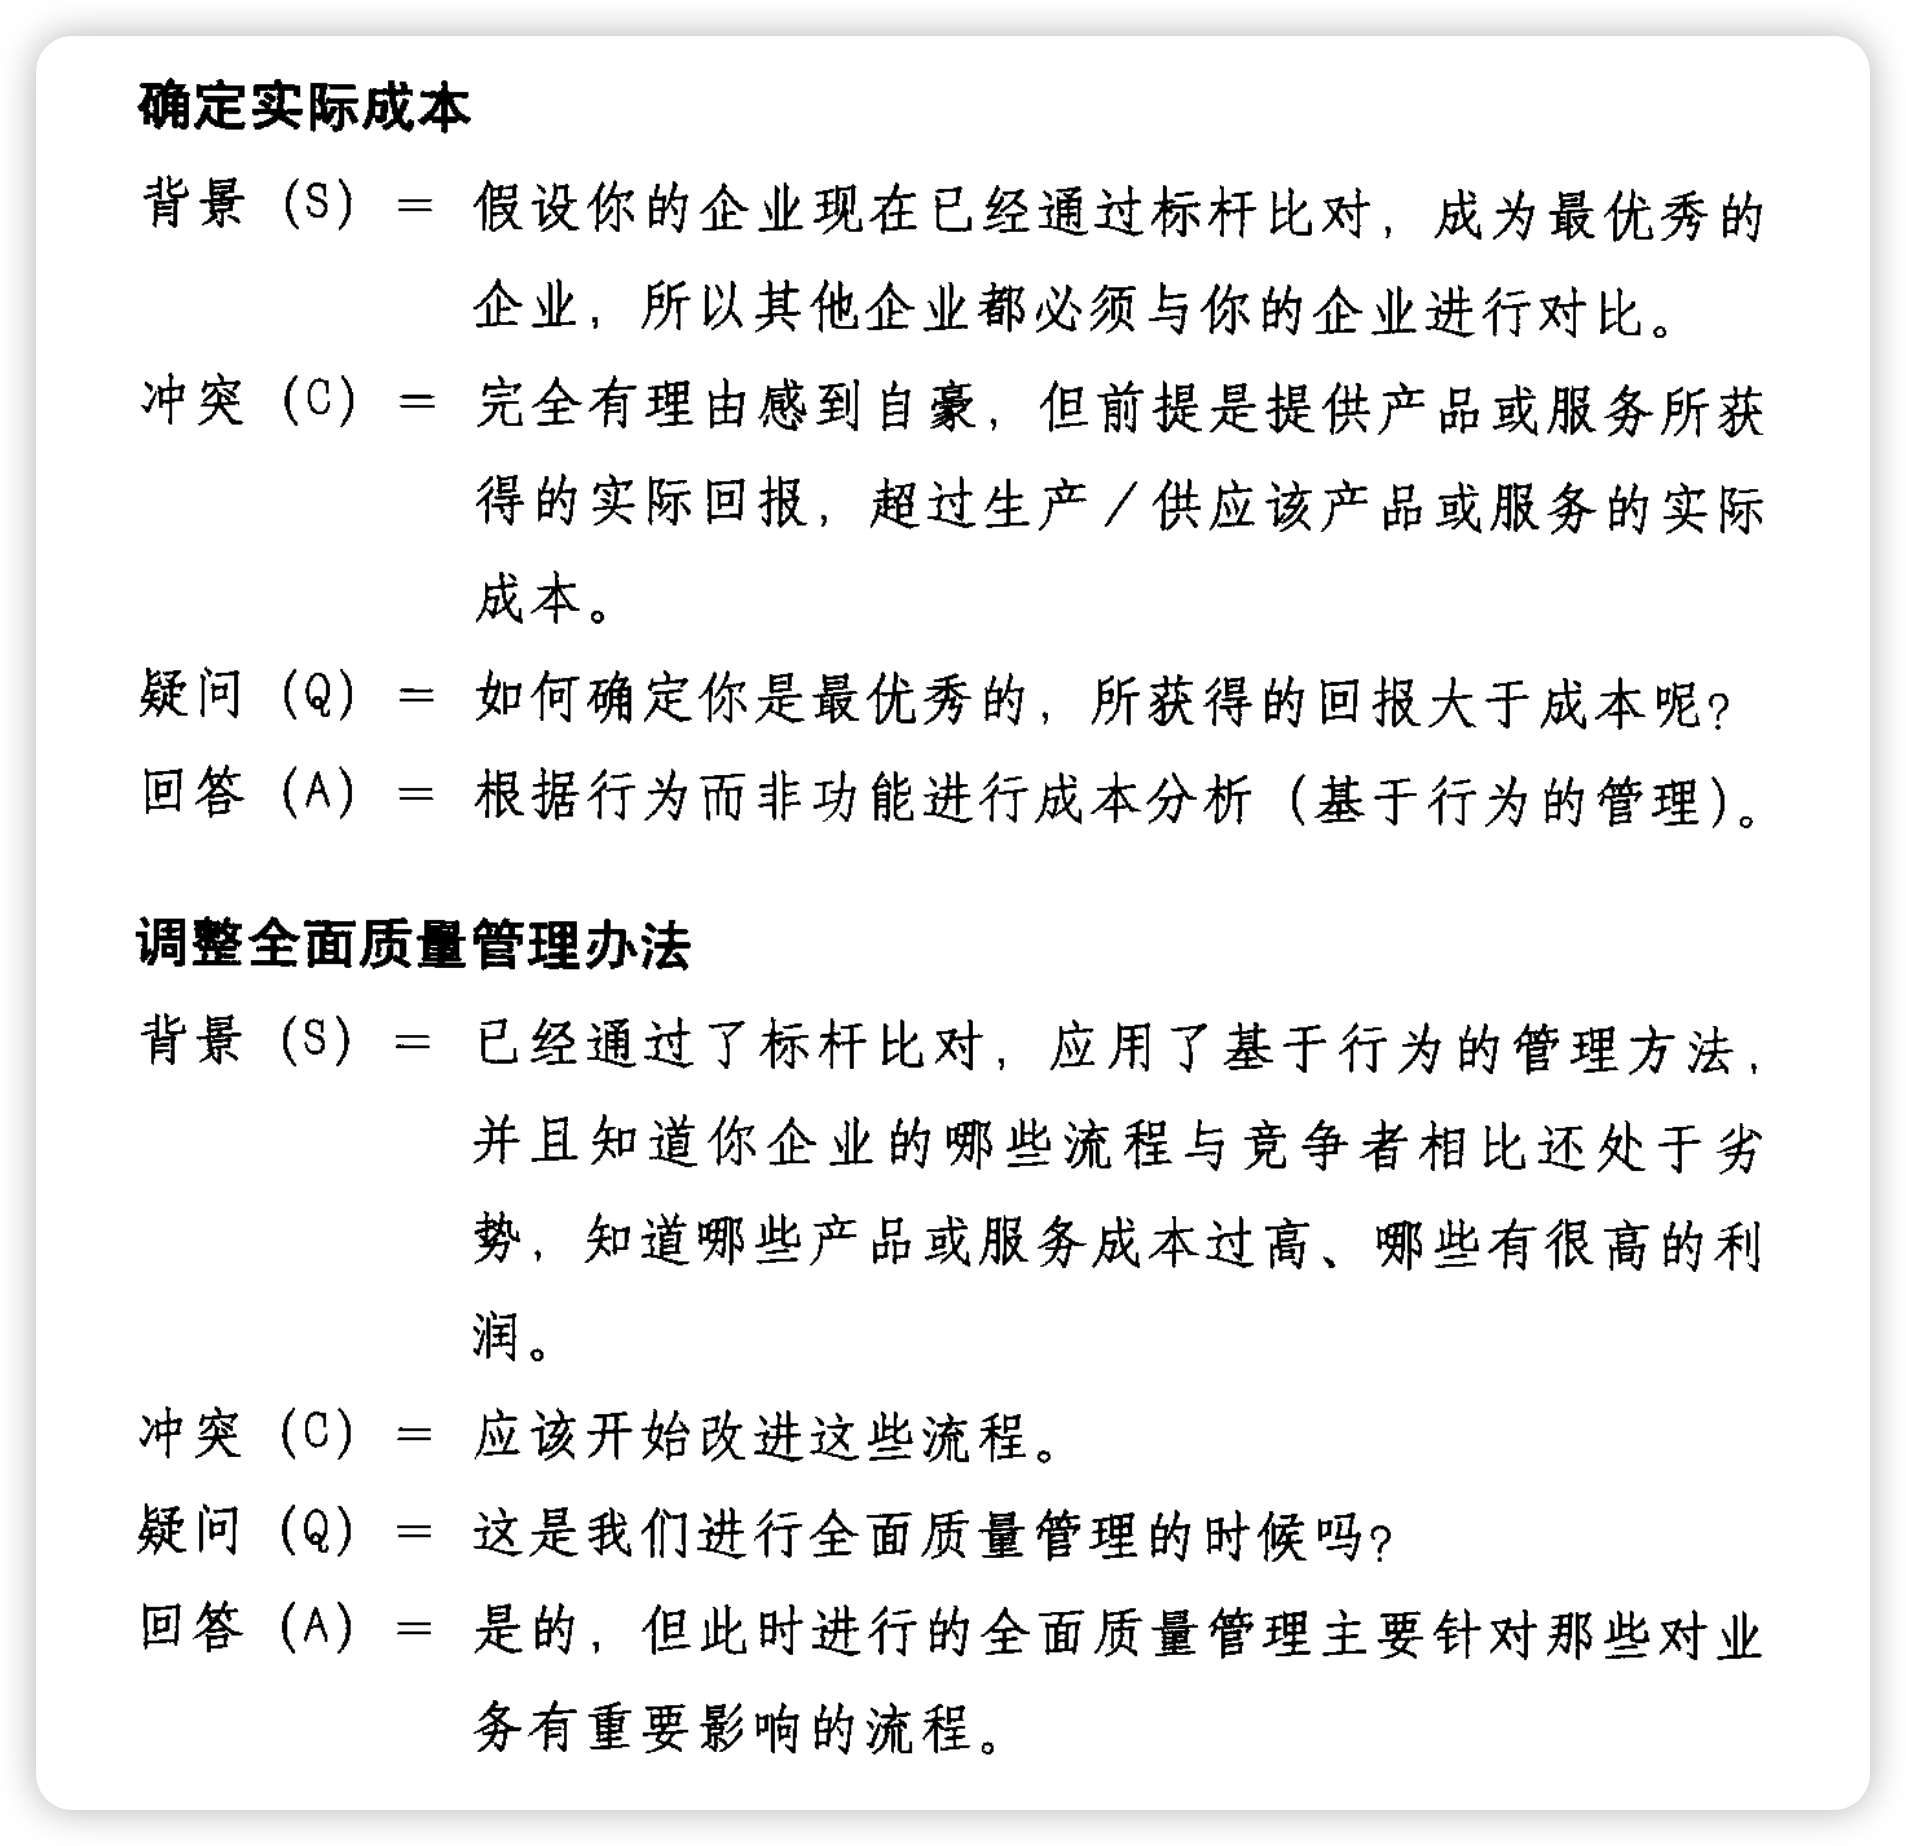 确定实际成本
背景（S） = 假设你的企业现在已经通过标杆比对，成为最优秀的
企业，所以其他企业都必须与你的企业进行对比。
冲突（C） = 完全有理由感到自豪，但前提是提供产品或服务所获
得的实际回报，超过生产／供应该产品或服务的实际
成本。
疑问（Q） = 如何确定你是最优秀的，所获得的回报大于成本呢?
回答（A） = 根据行为而非功能进行成本分析（基于行为的管理）。
调整全面质量管理办法
背景（S） = 已经通过了标杆比对，应用了基于行为的管理方法，
并且知道你企业的哪些流程与竞争者相比还处于劣
势，知道哪些产品或服务成本过高、哪些有很高的利
润。
冲突（C） = 应该开始改进这些流程。
疑问（Q） = 这是我们进行全面质量管理的时候吗?
回答（A） = 是的，但此时进行的全面质量管理主要针对那些对业
务有重要影响的流程。